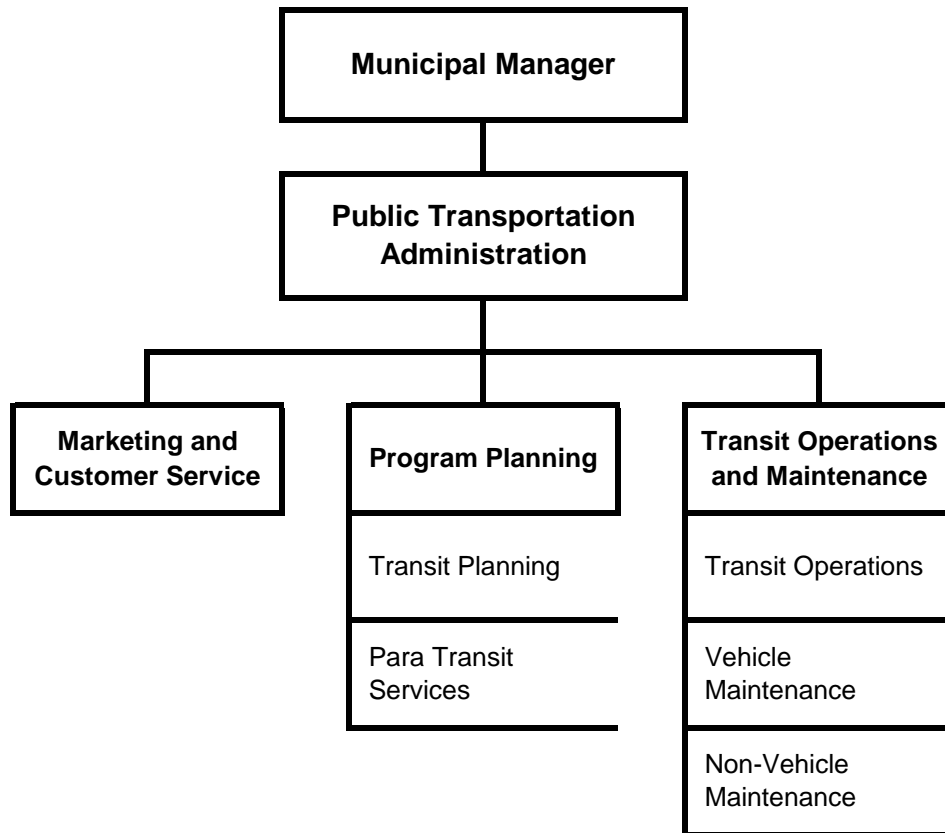 Municipal Manager
Public Transportation
Administration
Marketing and
Customer Service
Program Planning
Transit Planning
Para Transit
Services
Transit Operations
and Maintenance
Transit Operations
Vehicle
Maintenance
Non-Vehicle
Maintenance